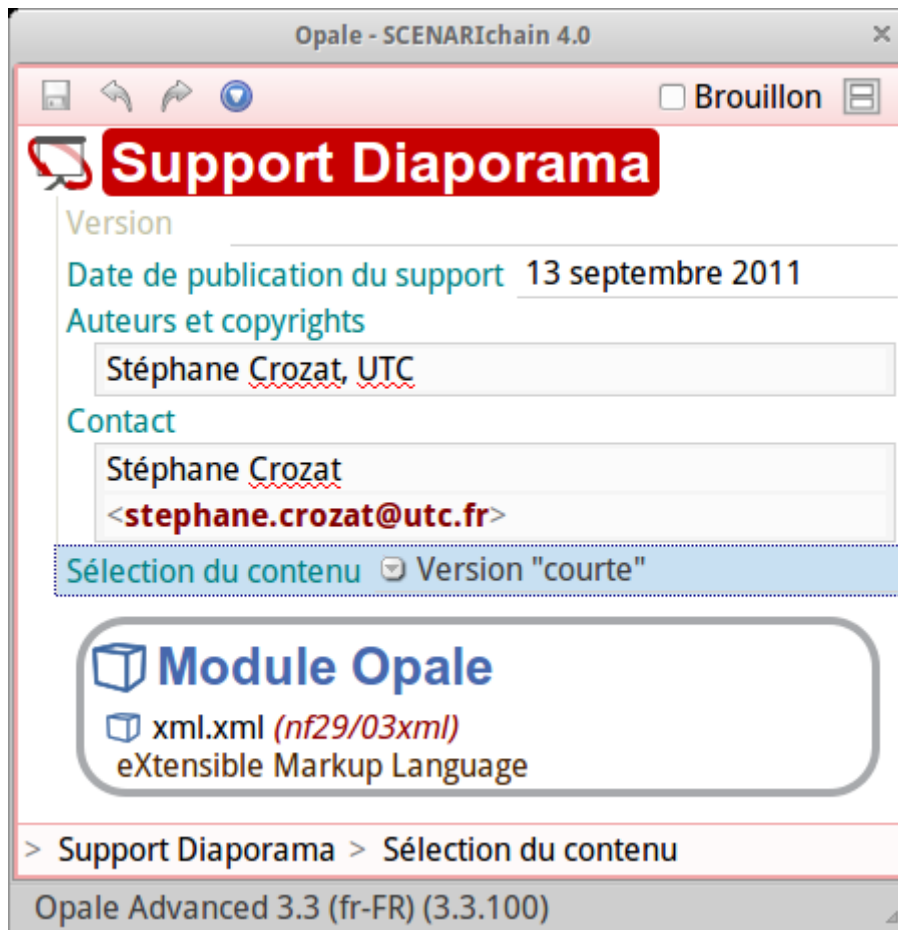 Opale - SCENARIchain 4.0
Brouillon
Support Diaporama
Version
Date de publication du support 13 septembre 2011
Auteurs et copyrights
Stéphane Crozat, UTC
Contact
Stéphane Crozat
<stephane.crozat@utc.fr>
Sélection du contenu Version "courte"
Module Opale
xml.xml (nf29/03xml)
eXtensible Markup Language
> Support Diaporama > Sélection du contenu
Opale Advanced 3.3 (fr-FR) (3.3.100)